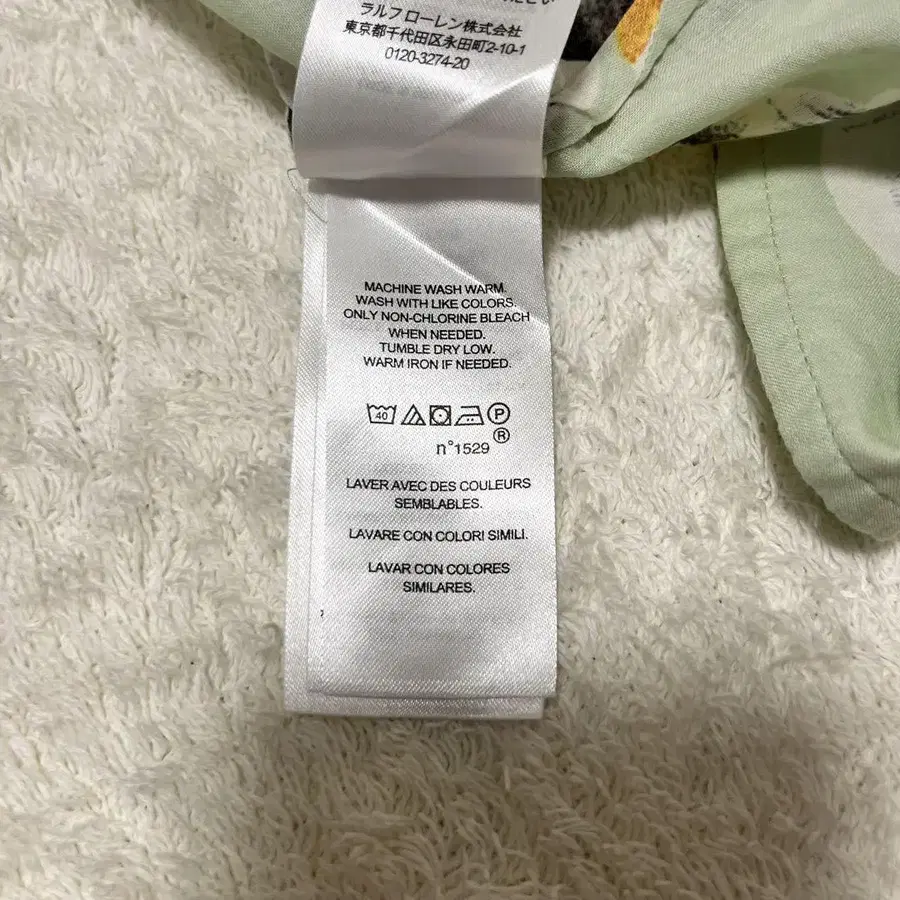 ラルフ ローレン株式会社
東京都千代田区永田町2-10-1
0120-3274-20
MACHINE WASH WARM.
WASH WITH LIKE COLORS.
ONLY NON-CHLORINE BLEACH
WHEN NEEDED.
TUMBLE DRY LOW.
WARM IRON IF NEEDED.
40 P
R
n°1529
LAVER AVEC DES COULEURS
SEMBLABLES.
LAVARE CON COLORI SIMILI.
LAVAR CON COLORES
SIMILARES.